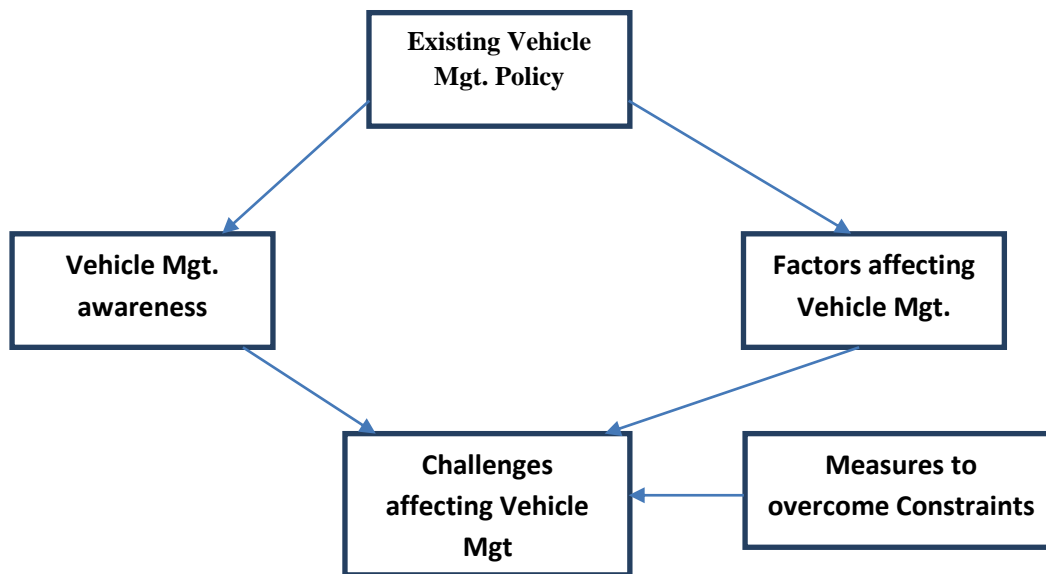 Existing Vehicle
Mgt. Policy
Vehicle Mgt.
awareness
Factors affecting
Vehicle Mgt.
Challenges
affecting Vehicle
Mgt
Measures to
overcome Constraints